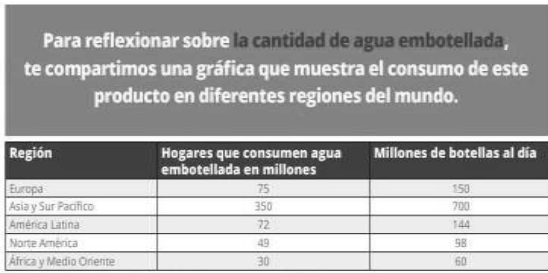 Para reflexionar sobre la cantidad de agua embotellada,
te compartimos una gráfica que muestra el consumo de este
producto en diferentes regiones del mundo.
Región Hogares que consumen agua embotellada en millones Millones de botellas al día
Europa 75 150
Asia y Sur Pacífico 350 700
América Latina 72 144
Norte América 49 98
África y Medio Oriente 30 60